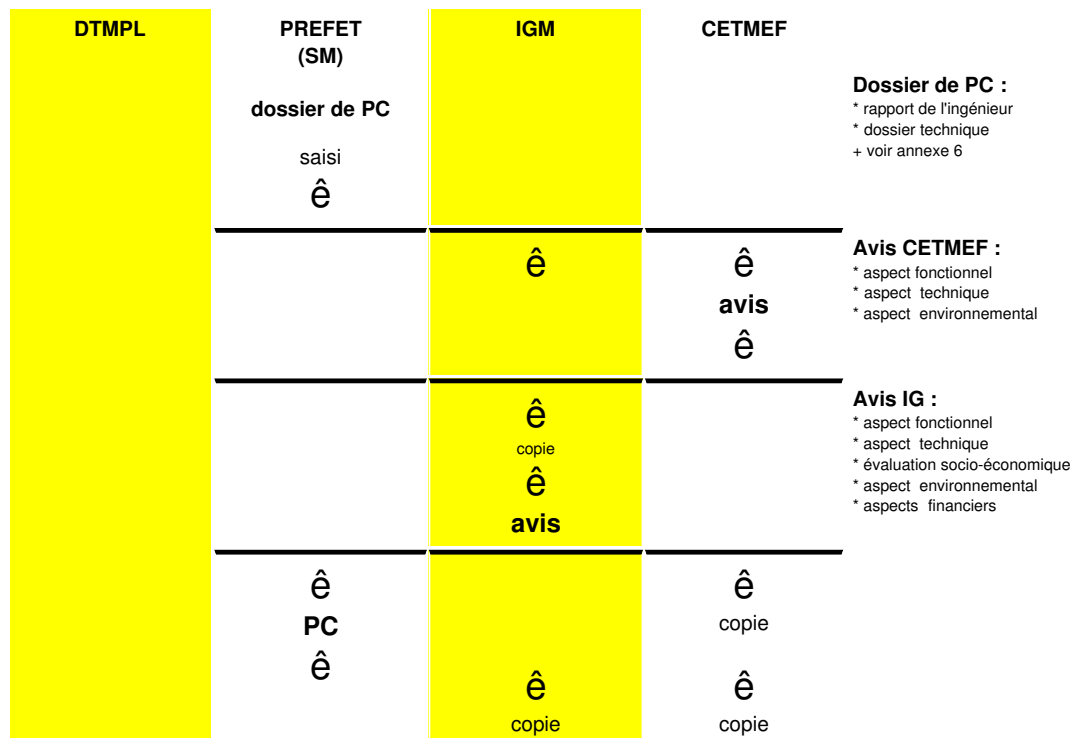 DTMPL PREFET IGM CETMEF
(SM)
Dossier de PC :
dossier de PC
* rapport de l'ingénieur
* dossier technique
+ voir annexe 6
saisi
ê
ê ê
Avis CETMEF :
* aspect fonctionnel
avis
* aspect technique
* aspect environnemental
ê
Avis IG :
ê
* aspect fonctionnel
copie
* aspect technique
* évaluation socio-économique
ê
* aspect environnemental
* aspects financiers
avis
ê ê
PC copie
ê
ê ê
copie copie